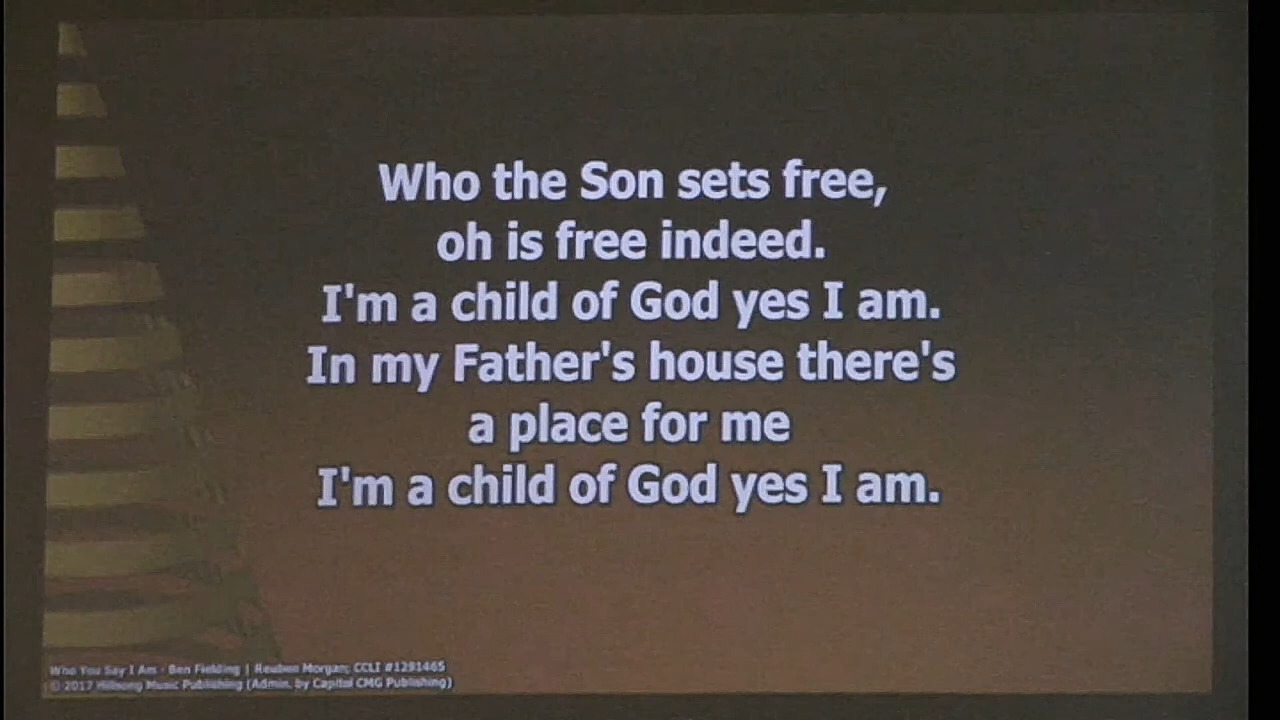 Who the Son sets free,
oh is free indeed.
I'm a child of God yes I am.
In my Father's house there's
a place for me
I'm a child of God yes I am.
Who You Say I Am - Ben Fielding | Reuben Morgan; CCLI #1291465
© 2017 Hillsong Music Publishing (Admin. by Capitol CMG Publishing)